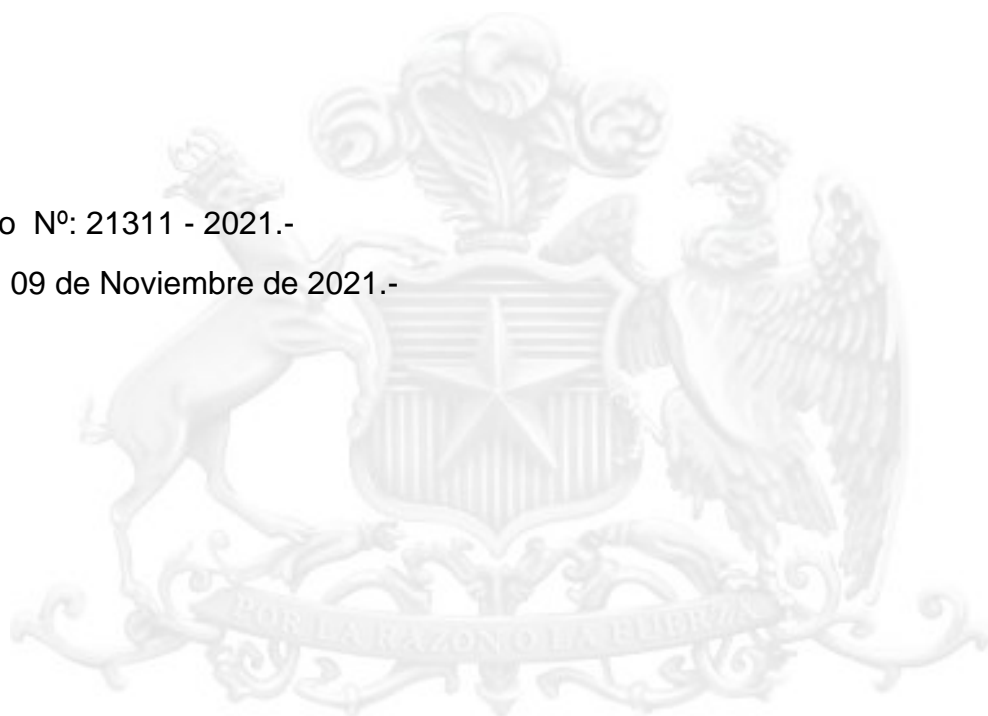 o Nº: 21311 - 2021.-
09 de Noviembre de 2021.-
POR LA RAZON O LA FUERZA